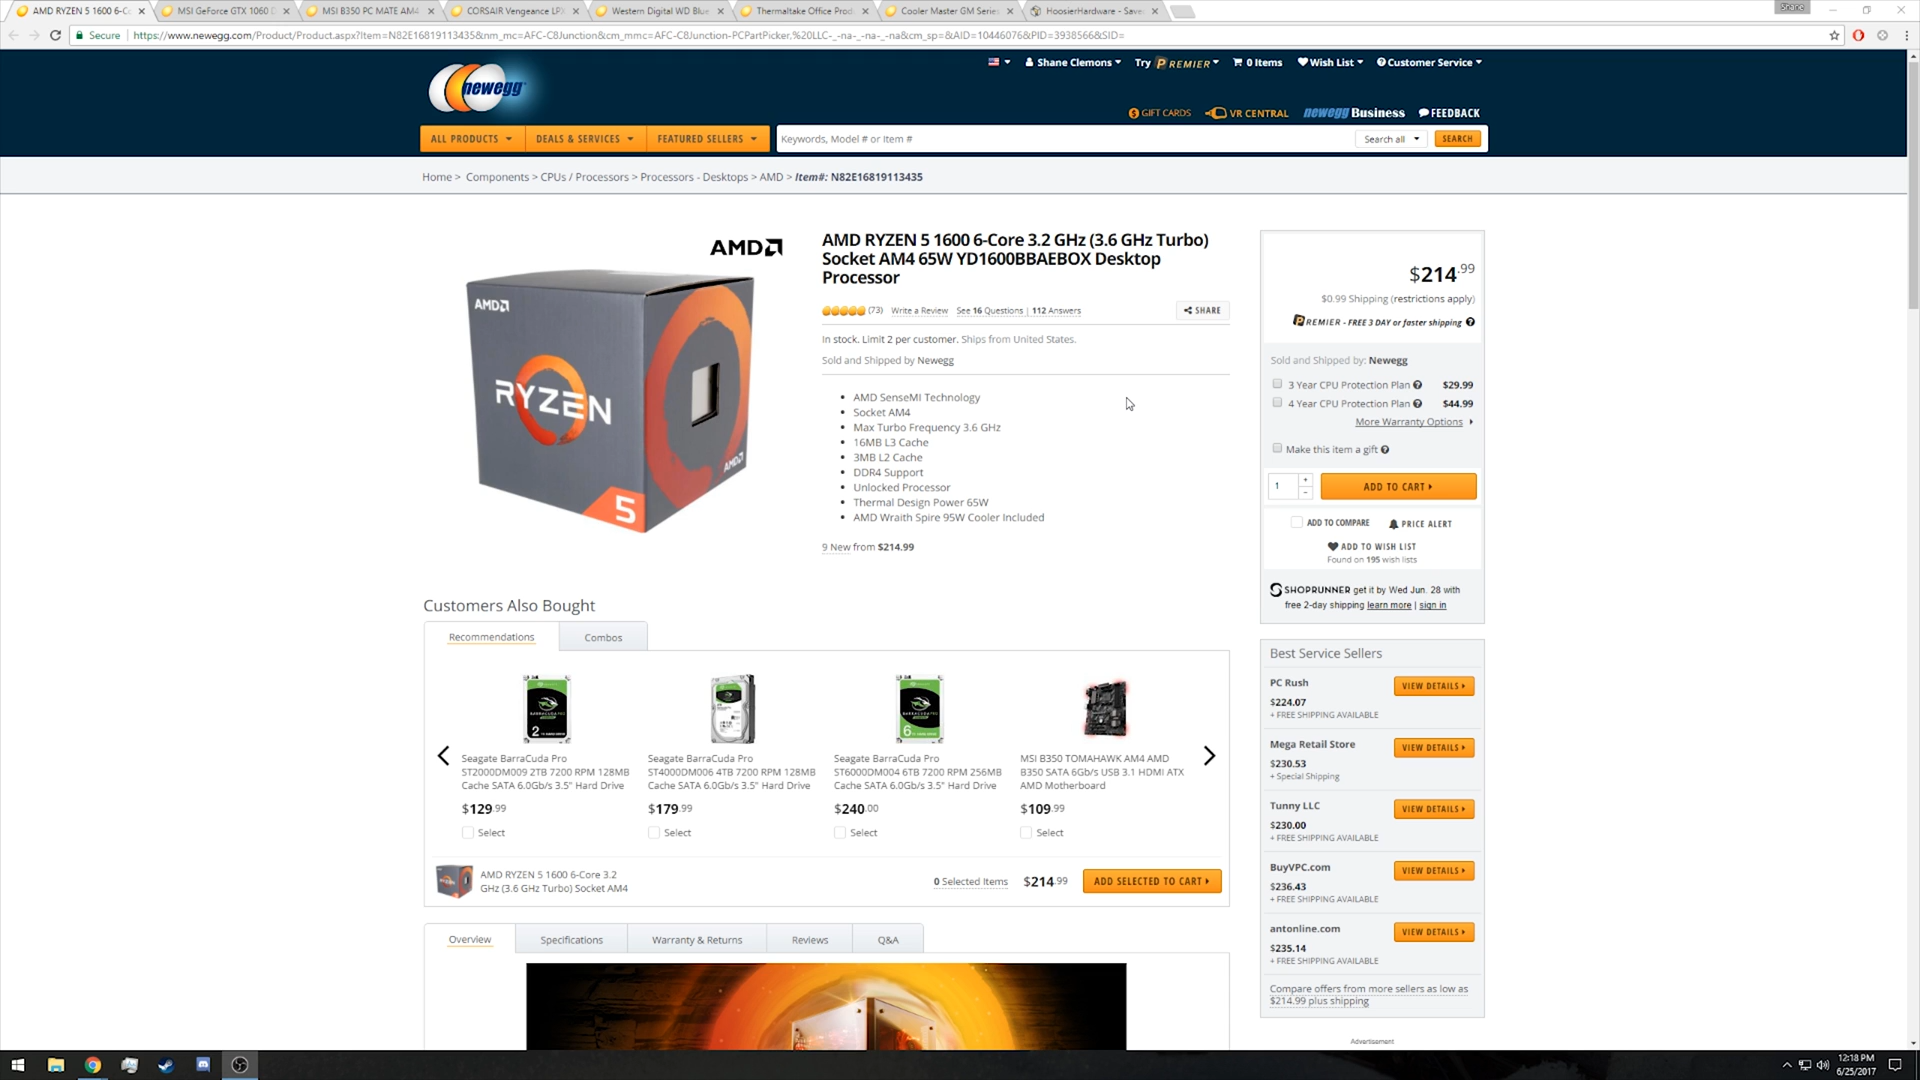 AMD RYZEN 5 1600 6-C
MSI GeForce GTX 1060
MSI B350 PC MATE AM4
CORSAIR Vengeance LPX
Western Digital WD Blue
Thermaltake Office Prod
Cooler Master GM Series
HoosierHardware - Save
Shane
Secure
https://www.newegg.com/Product/Product.aspx?Item=N82E16819113435&nm_mc=AFC-C8Junction&cm_mmc=AFC-C8Junction-PCPartPicker,%20LLC-_-na-_-na-_-na&cm_sp=&AID=10446076&PID=3938566&SID=
newegg
Shane Clemons
Try PREMIER
0 Items
Wish List
Customer Service
GIFT CARDS
VR CENTRAL
newegg Business
FEEDBACK
ALL PRODUCTS
DEALS & SERVICES
FEATURED SELLERS
Keywords, Model # or Item #
Search all
SEARCH
Home > Components > CPUs / Processors > Processors - Desktops > AMD > Item#: N82E16819113435
AMD
AMD
RYZEN
AMD
5
AMD RYZEN 5 1600 6-Core 3.2 GHz (3.6 GHz Turbo)
Socket AM4 65W YD1600BBAEBOX Desktop
Processor
(73) Write a Review See 16 Questions | 112 Answers
SHARE
In stock. Limit 2 per customer. Ships from United States.
Sold and Shipped by Newegg
• AMD SenseMI Technology
• Socket AM4
• Max Turbo Frequency 3.6 GHz
• 16MB L3 Cache
• 3MB L2 Cache
• DDR4 Support
• Unlocked Processor
• Thermal Design Power 65W
• AMD Wraith Spire 95W Cooler Included
9 New from $214.99
$214.99
$0.99 Shipping (restrictions apply)
PREMIER - FREE 3 DAY or faster shipping
Sold and Shipped by: Newegg
3 Year CPU Protection Plan $29.99
4 Year CPU Protection Plan $44.99
More Warranty Options
Make this item a gift
1
+
-
ADD TO CART
ADD TO COMPARE
PRICE ALERT
ADD TO WISH LIST
Found on 195 wish lists
SHOPRUNNER get it by Wed Jun. 28 with
free 2-day shipping learn more | sign in
Customers Also Bought
Recommendations
Combos
2
Seagate BarraCuda Pro
ST2000DM009 2TB 7200 RPM 128MB
Cache SATA 6.0Gb/s 3.5" Hard Drive
$129.99
Select
Seagate BarraCuda Pro
ST4000DM006 4TB 7200 RPM 128MB
Cache SATA 6.0Gb/s 3.5" Hard Drive
$179.99
Select
6
Seagate BarraCuda Pro
ST6000DM004 6TB 7200 RPM 256MB
Cache SATA 6.0Gb/s 3.5" Hard Drive
$240.00
Select
MSI B350 TOMAHAWK AM4 AMD
B350 SATA 6Gb/s USB 3.1 HDMI ATX
AMD Motherboard
$109.99
Select
AMD RYZEN 5 1600 6-Core 3.2
GHz (3.6 GHz Turbo) Socket AM4
0 Selected Items
$214.99
ADD SELECTED TO CART
Overview
Specifications
Warranty & Returns
Reviews
Q&A
Best Service Sellers
PC Rush
$224.07
+ FREE SHIPPING AVAILABLE
VIEW DETAILS
Mega Retail Store
$230.53
+ Special Shipping
VIEW DETAILS
Tunny LLC
$230.00
+ FREE SHIPPING AVAILABLE
VIEW DETAILS
BuyVPC.com
$236.43
+ FREE SHIPPING AVAILABLE
VIEW DETAILS
antonline.com
$235.14
+ FREE SHIPPING AVAILABLE
VIEW DETAILS
Compare offers from more sellers as low as
$214.99 plus shipping
Advertisement
12:18 PM
6/25/2017